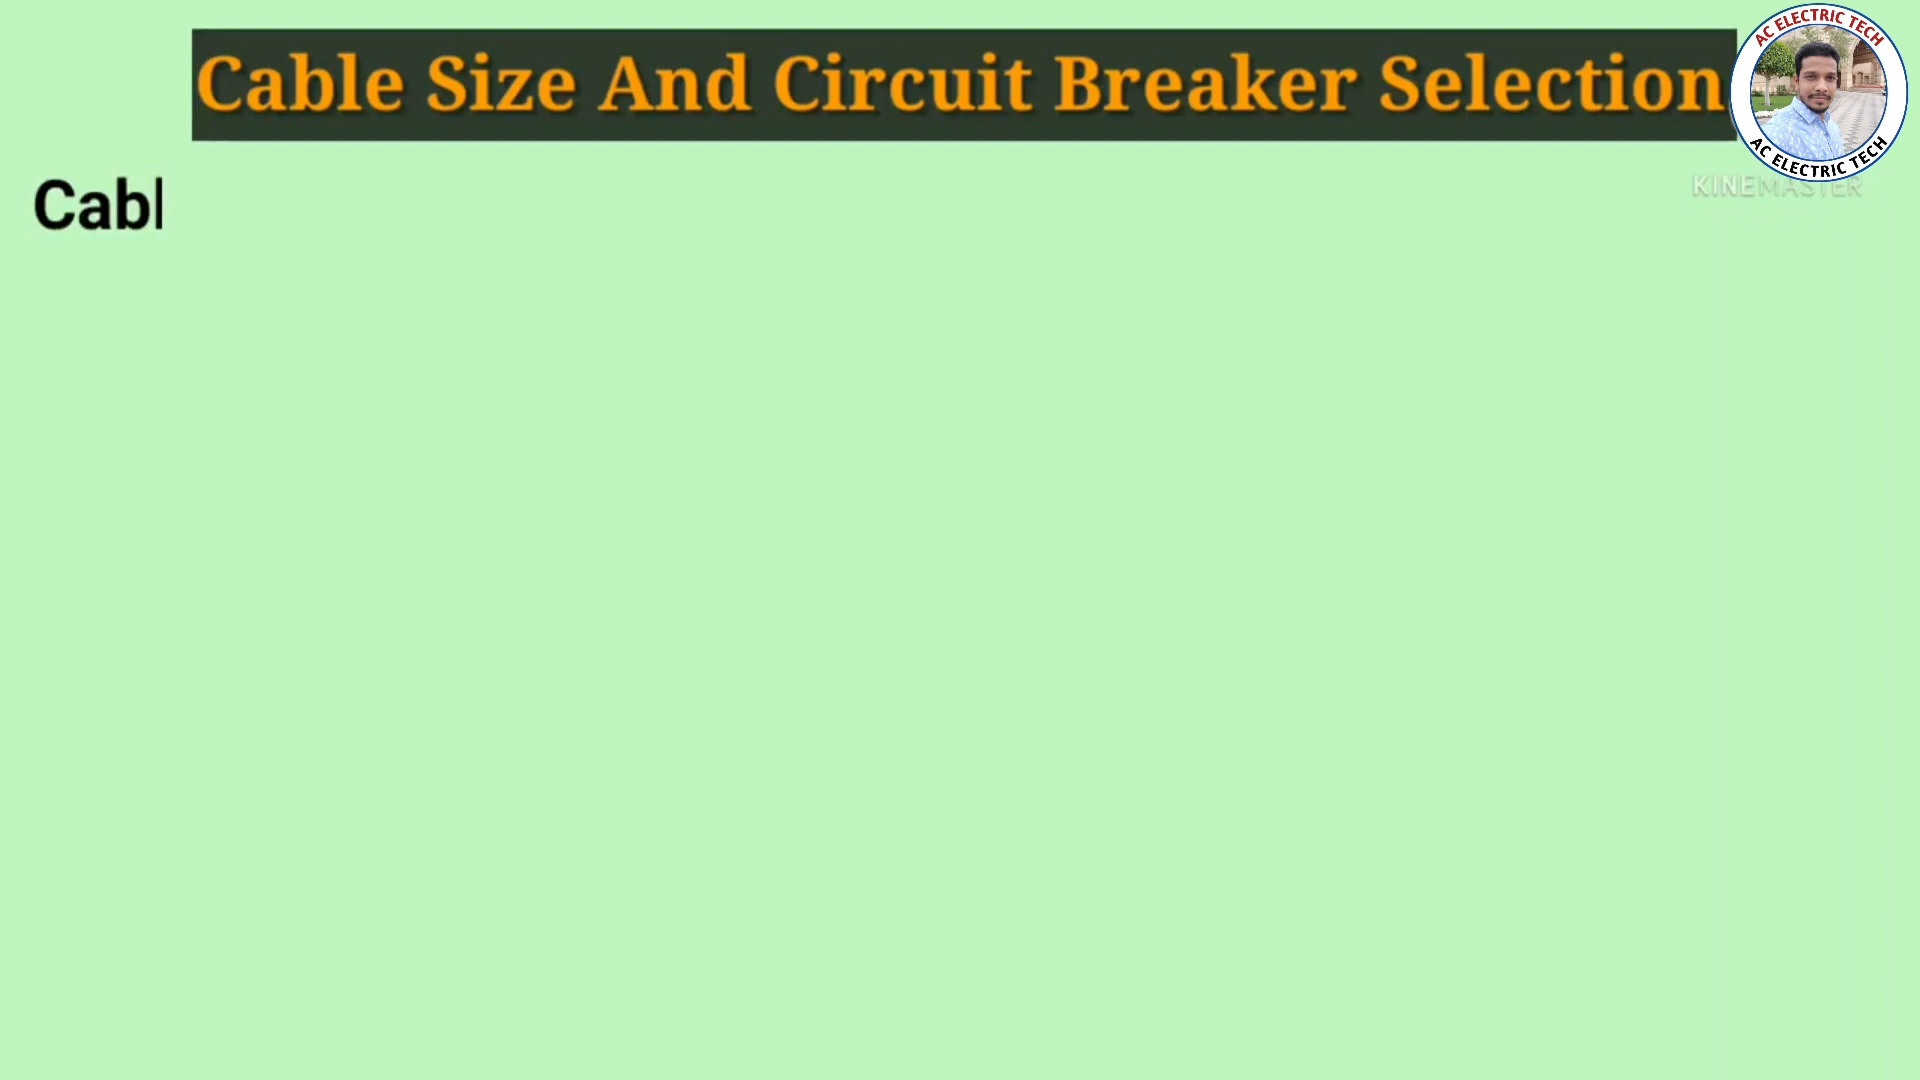 Cable Size And Circuit Breaker Selection
AC ELECTRIC TECH
AC ELECTRIC TECH
KINEMASTER
Cabl